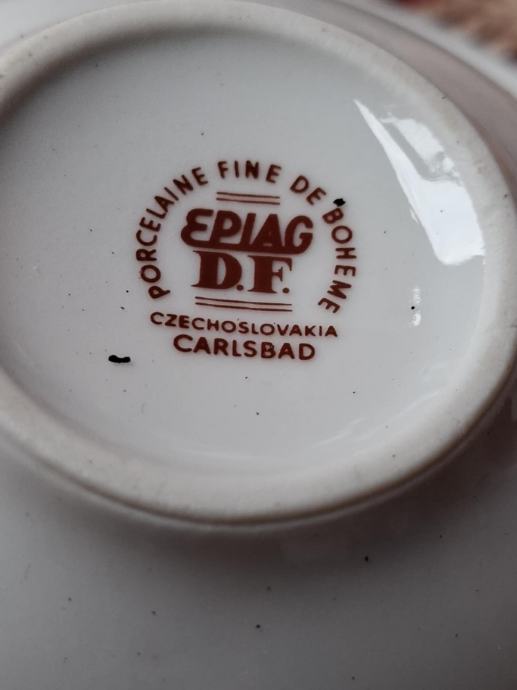 PORCELAINE FINE DE BOHEME
EPIAG
D.F.
CZECHOSLOVAKIA
CARLSBAD